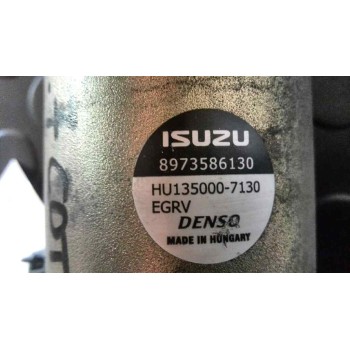 ISUZU
8973586130
HU135000-7130
EGRV
DENSO
MADE IN HUNGARY